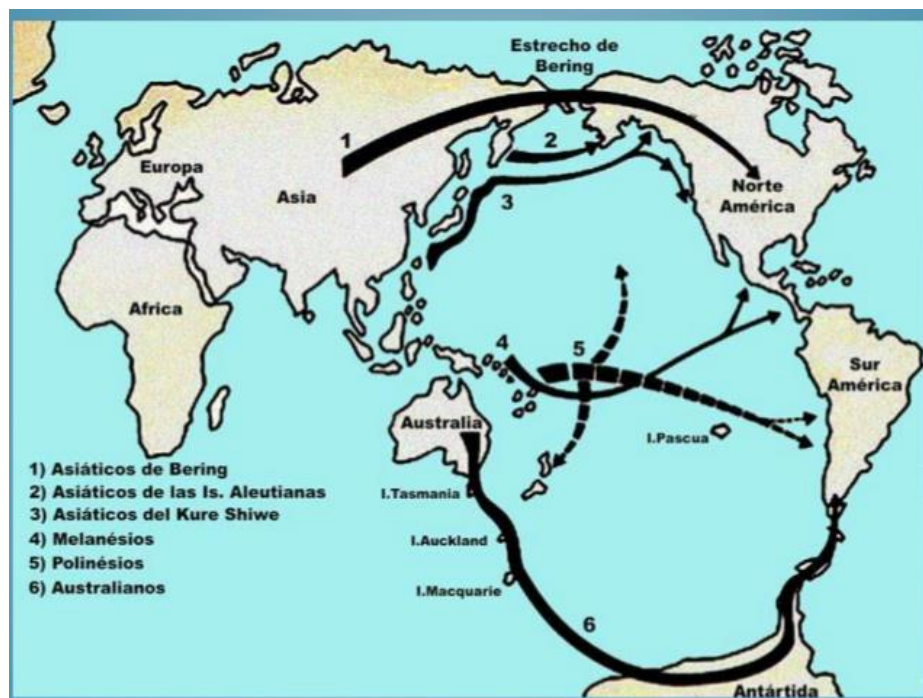 Estrecho de
Bering
1
2
3
Europa
Asia
Norte
América
Africa
4
5
Sur
América
Australia
I.Pascua
1) Asiáticos de Bering
2) Asiáticos de las Is. Aleutianas
3) Asiáticos del Kure Shiwe
4) Melanésios
5) Polinésios
6) Australianos
I.Tasmania
I.Auckland
I.Macquarie
6
Antártida